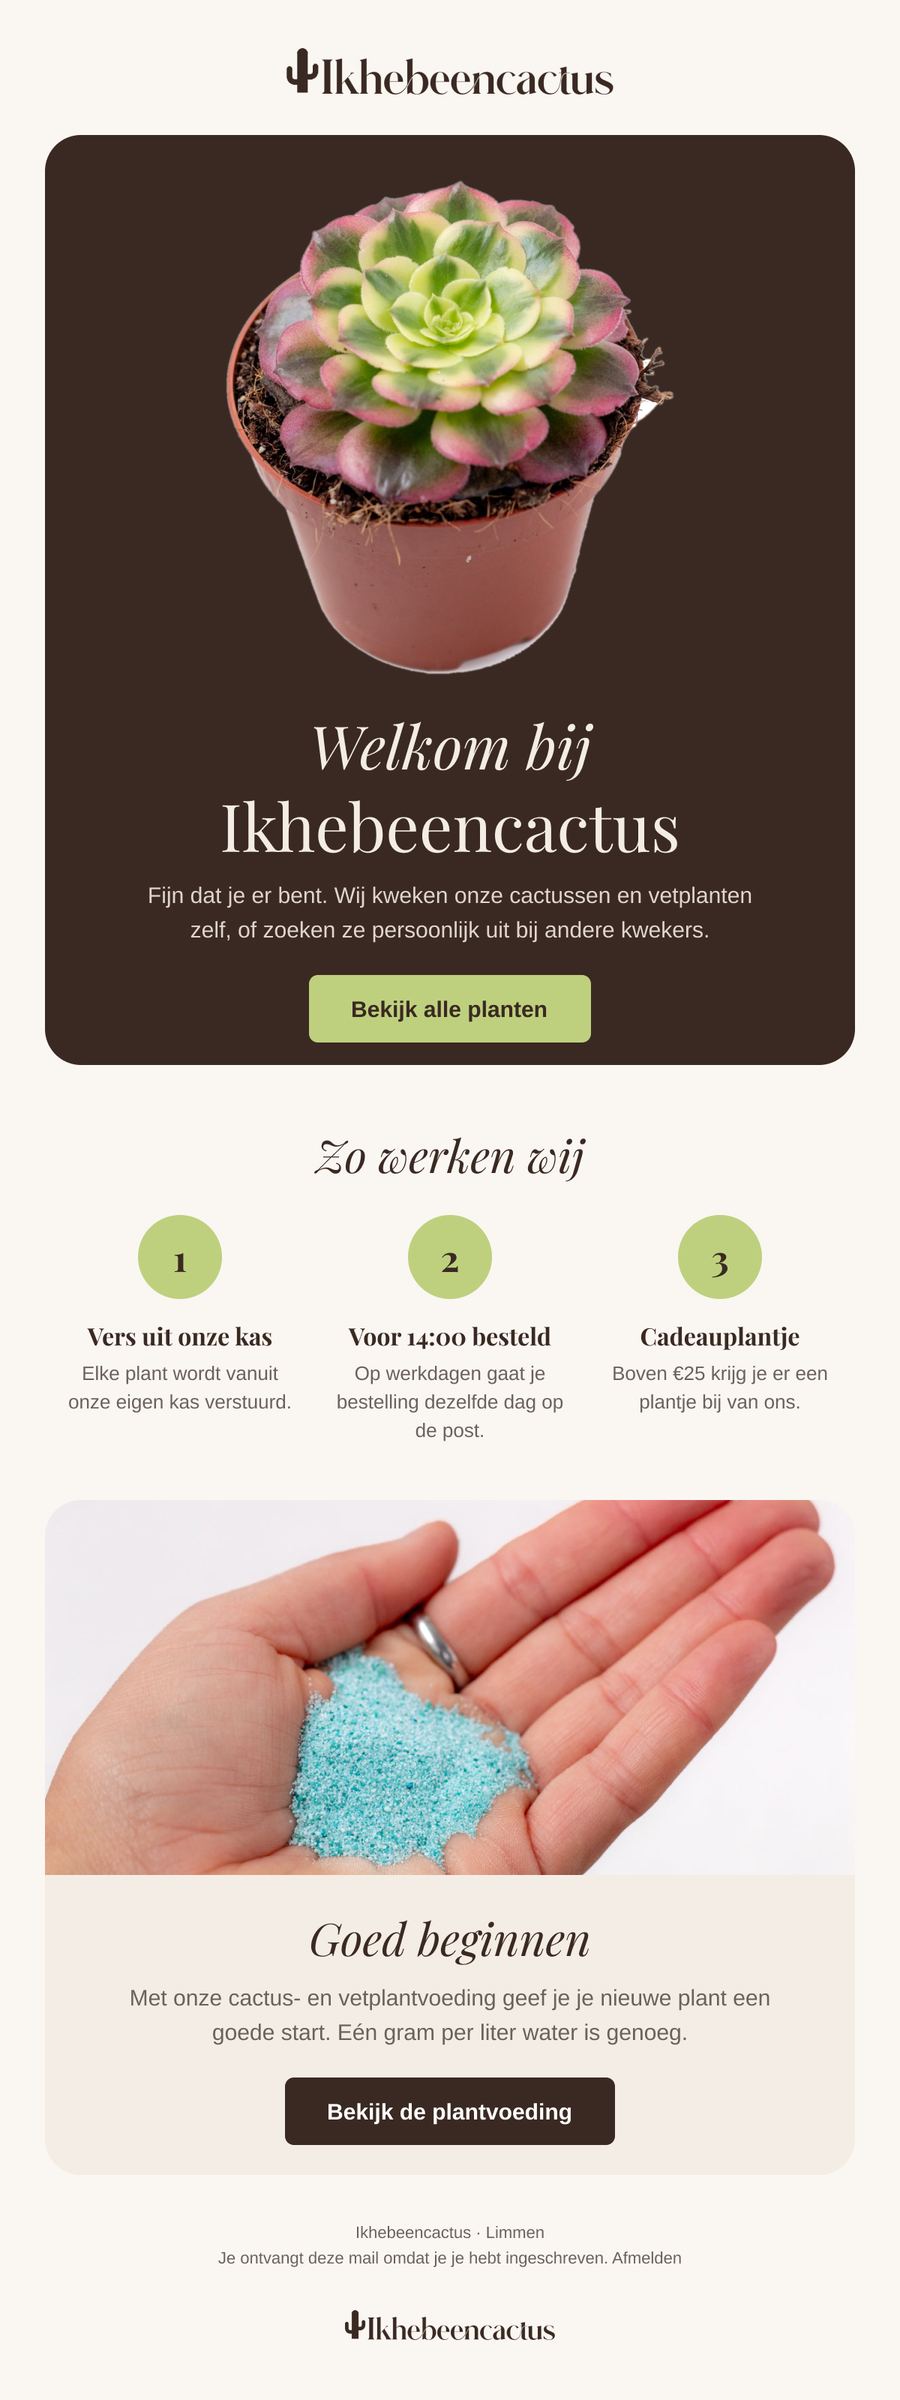 Ikhebeencactus
Welkom bij
Ikhebeencactus
Fijn dat je er bent. Wij kweken onze cactussen en vetplanten
zelf, of zoeken ze persoonlijk uit bij andere kwekers.
Bekijk alle planten
Zo werken wij
1
2
3
Vers uit onze kas
Elke plant wordt vanuit
onze eigen kas verstuurd.
Voor 14:00 besteld
Op werkdagen gaat je
bestelling dezelfde dag op
de post.
Cadeauplantje
Boven €25 krijg je er een
plantje bij van ons.
Goed beginnen
Met onze cactus- en vetplantvoeding geef je je nieuwe plant een
goede start. Eén gram per liter water is genoeg.
Bekijk de plantvoeding
Ikhebeencactus · Limmen
Je ontvangt deze mail omdat je je hebt ingeschreven. Afmelden
Ikhebeencactus